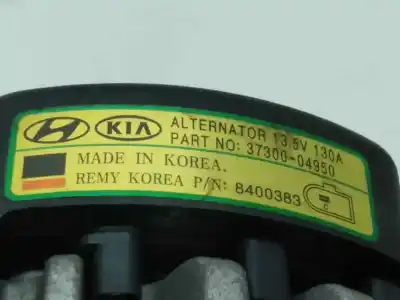 KIA ALTERNATOR 13.5V 130A
PART NO: 37300-04950
MADE IN KOREA.
REMY KOREA P/N: 8400383
C